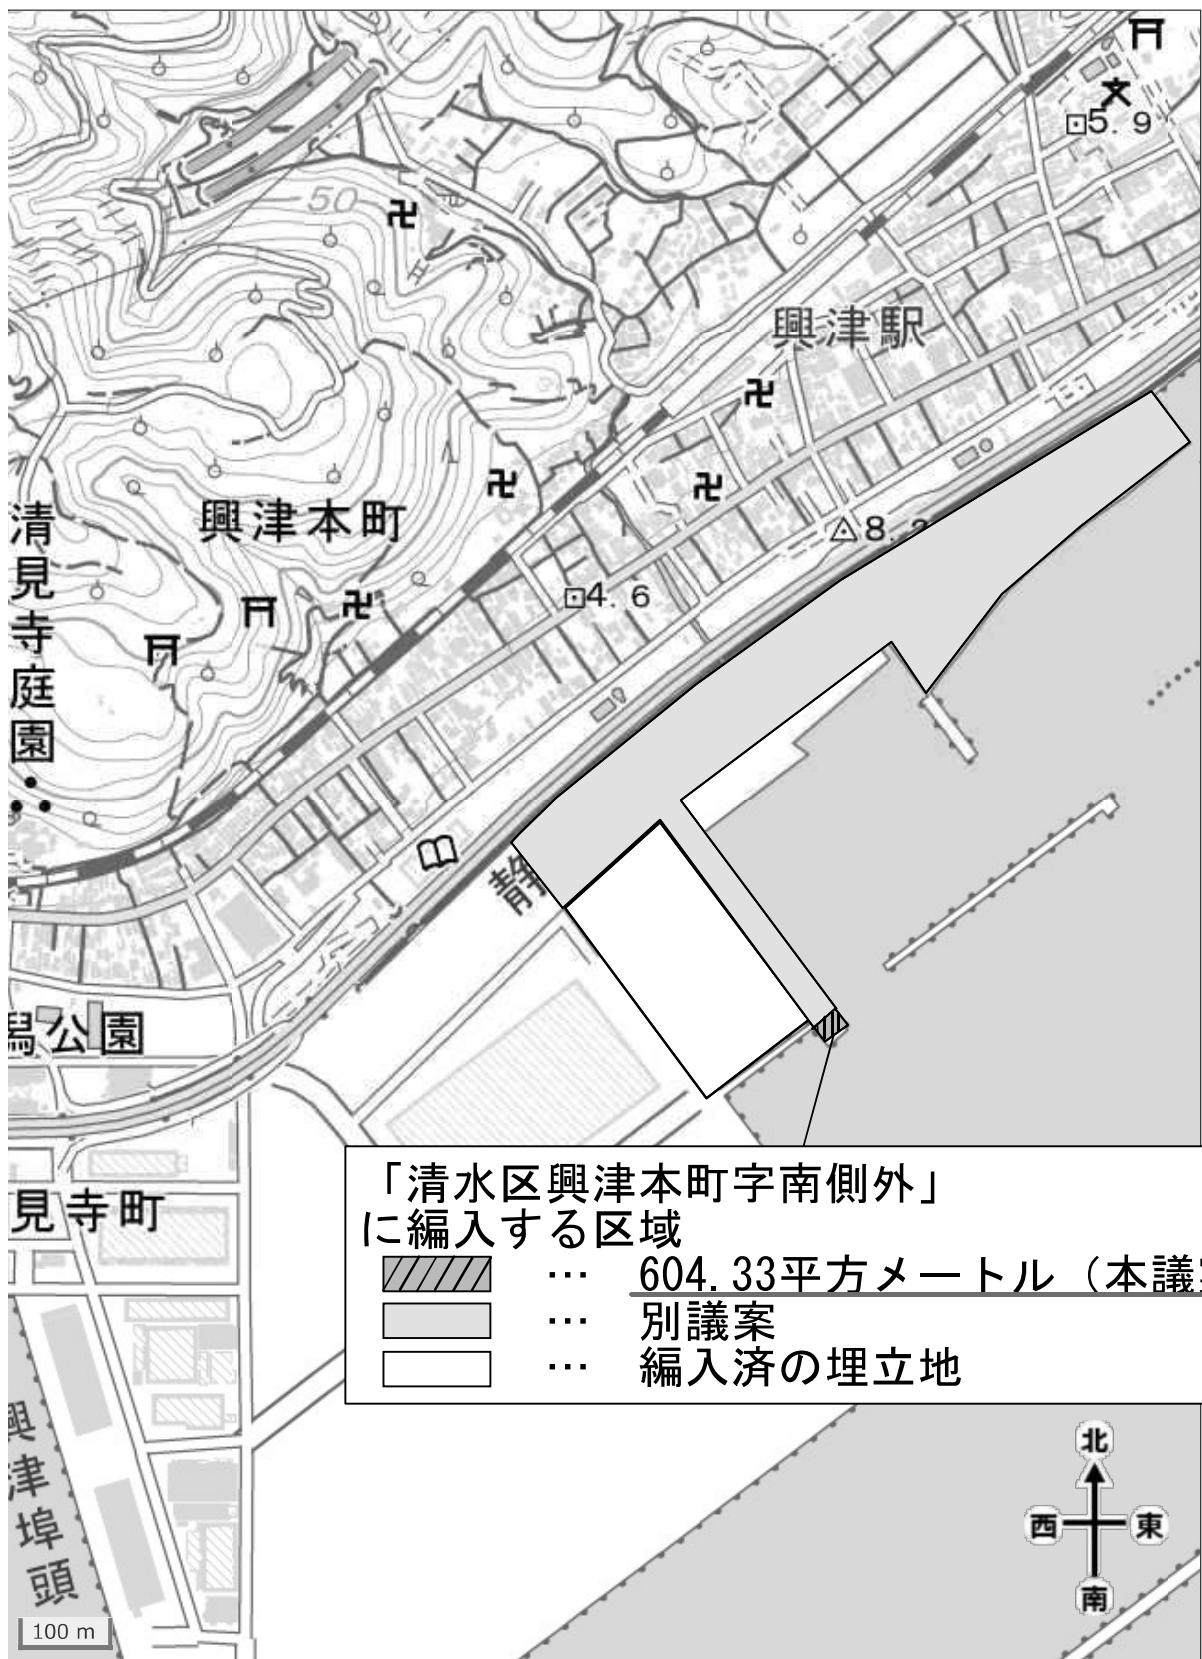 5.9
50
興津駅
興津本町
清見寺庭園
8.
4.6
静
公園
見寺町
「清水区興津本町字南側外」
に編入する区域
… 604.33平方メートル（本議
… 別議案
… 編入済の埋立地
興津埠頭
北
西 東
南
100 m